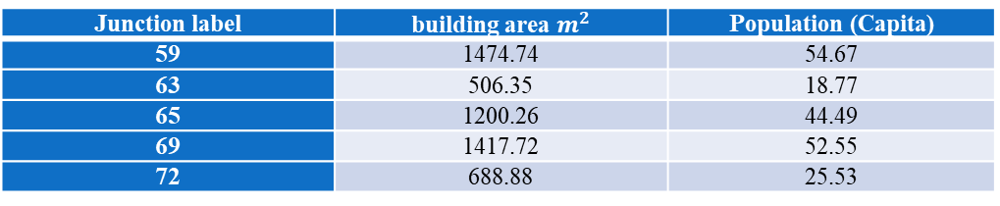 Junction label building area m² Population (Capita)
59 1474.74 54.67
63 506.35 18.77
65 1200.26 44.49
69 1417.72 52.55
72 688.88 25.53